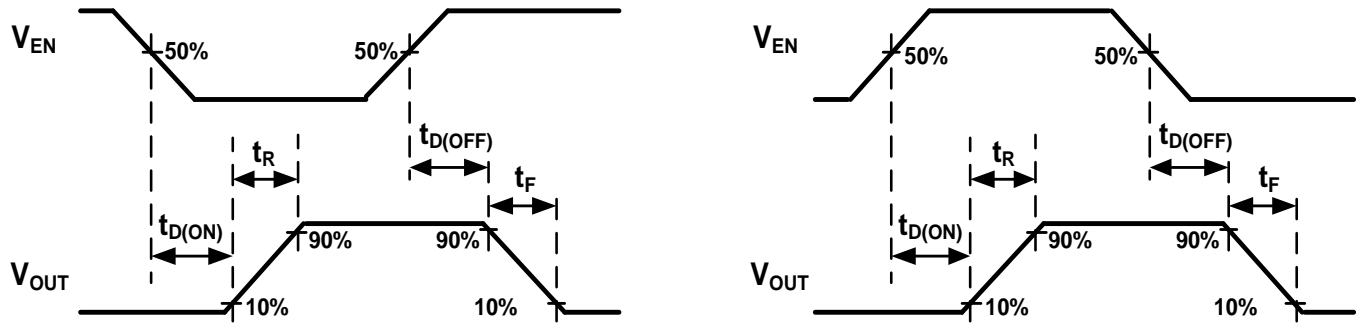 V_EN
50%
50%
t_D(OFF)
t_R
t_F
t_D(ON)
90%
90%
V_OUT
10%
10%
V_EN
50%
50%
t_D(OFF)
t_R
t_F
t_D(ON)
90%
90%
V_OUT
10%
10%